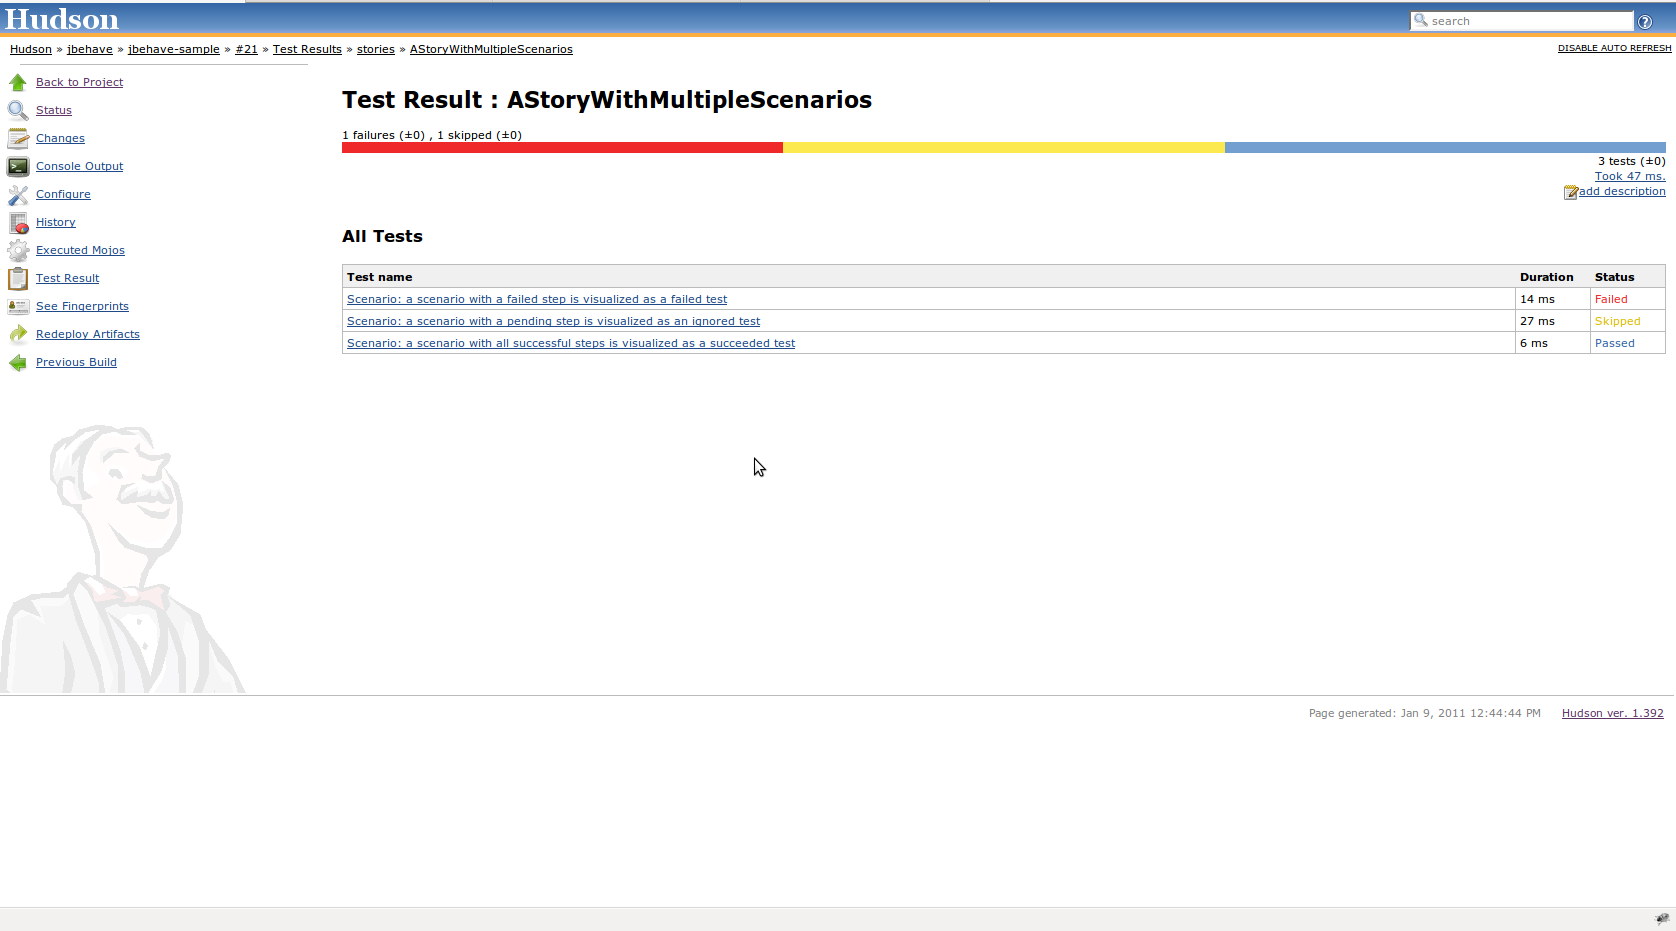 Hudson
search
Hudson » jbehave » jbehave-sample » #21 » Test Results » stories » AStoryWithMultipleScenarios
DISABLE AUTO REFRESH
Back to Project
Status
Changes
Console Output
Configure
History
Executed Mojos
Test Result
See Fingerprints
Redeploy Artifacts
Previous Build
Test Result : AStoryWithMultipleScenarios
1 failures (±0) , 1 skipped (±0)
3 tests (±0)
Took 47 ms.
add description
All Tests
Test name Duration Status
Scenario: a scenario with a failed step is visualized as a failed test 14 ms Failed
Scenario: a scenario with a pending step is visualized as an ignored test 27 ms Skipped
Scenario: a scenario with all successful steps is visualized as a succeeded test 6 ms Passed
Page generated: Jan 9, 2011 12:44:44 PM Hudson ver. 1.392